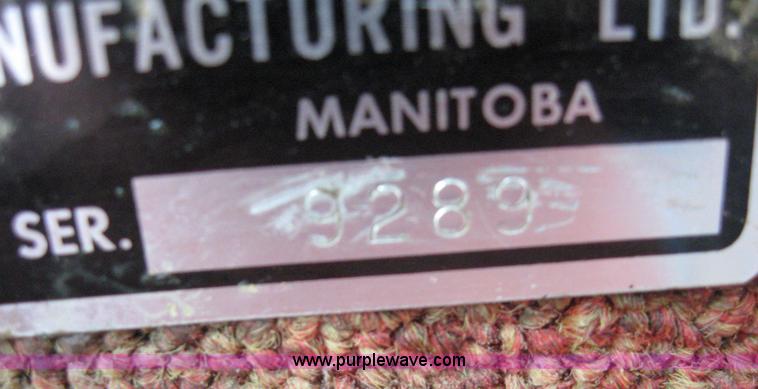 NUFACTURING LTD.
MANITOBA
SER. 9289
www.purplewave.com